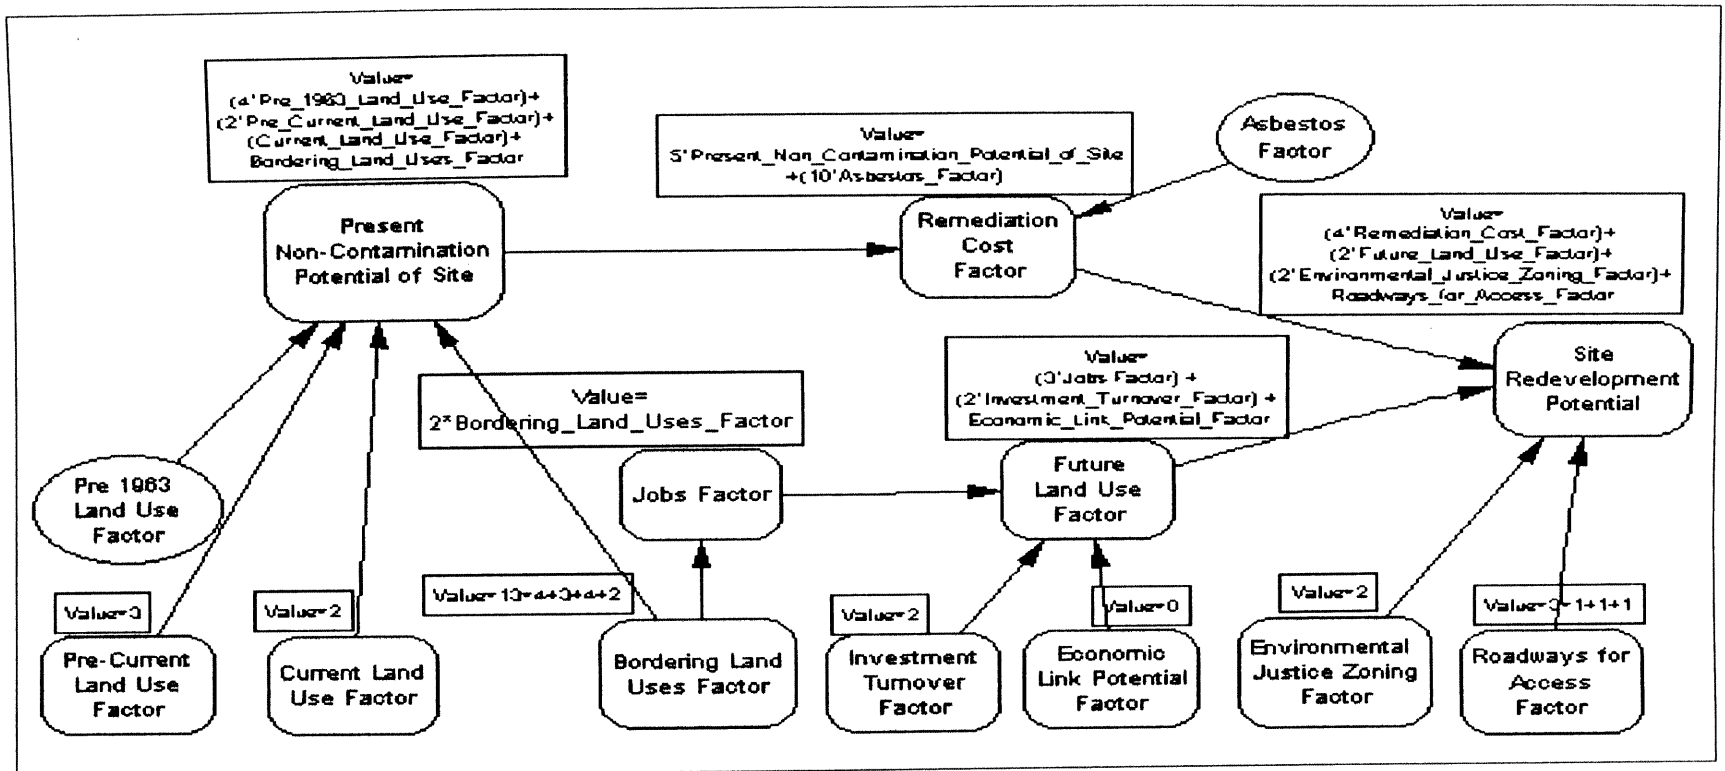 Value=
(4*Pre_1963_Land_Use_Factor)+
(2*Pre_Current_Land_Use_Factor)+
(Current_Land_Use_Factor)+
Bordering_Land_Uses_Factor
Present
Non-Contamination
Potential of Site
Value=
5*Present_Non_Contamination_Potential_of_Site
+(10*Asbestos_Factor)
Remediation
Cost
Factor
Asbestos
Factor
Value=
(4*Remediation_Cost_Factor)+
(2*Future_Land_Use_Factor)+
(2*Environmental_Justice_Zoning_Factor)+
Roadways_for_Access_Factor
Site
Redevelopment
Potential
Value=
2*Bordering_Land_Uses_Factor
Jobs Factor
Value=
(3*Jobs Factor) +
(2*Investment_Turnover_Factor) +
Economic_Link_Potential_Factor
Future
Land Use
Factor
Pre 1963
Land Use
Factor
Value=3
Pre-Current
Land Use
Factor
Value=2
Current Land
Use Factor
Value=13=4+3+4+2
Bordering Land
Uses Factor
Value=2
Investment
Turnover
Factor
Value=0
Economic
Link Potential
Factor
Value=2
Environmental
Justice Zoning
Factor
Value=3=1+1+1
Roadways for
Access
Factor